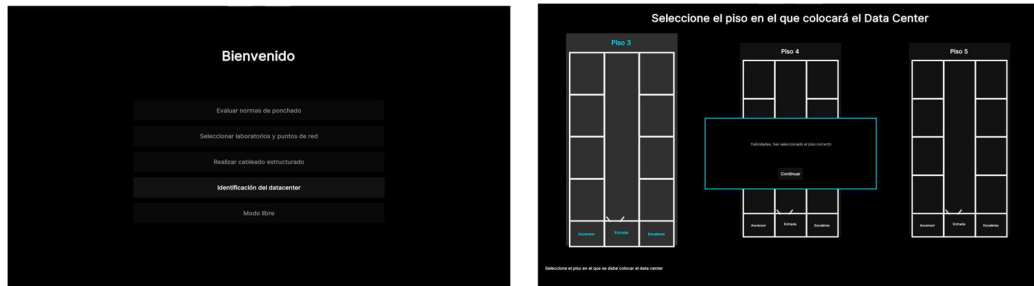 Bienvenido
Evaluar normas de ponchado
Seleccionar laboratorios y puntos de red
Realizar cableado estructurado
Identificación del datacenter
Modo libre
Seleccione el piso en el que colocará el Data Center
Piso 3
Piso 4
Piso 5
Felicidades, has seleccionado el piso correcto
Continuar
Ascensor Entrada Escaleras
Ascensor Entrada Escaleras
Ascensor Entrada Escaleras
Seleccione el piso en el que se debe colocar el data center